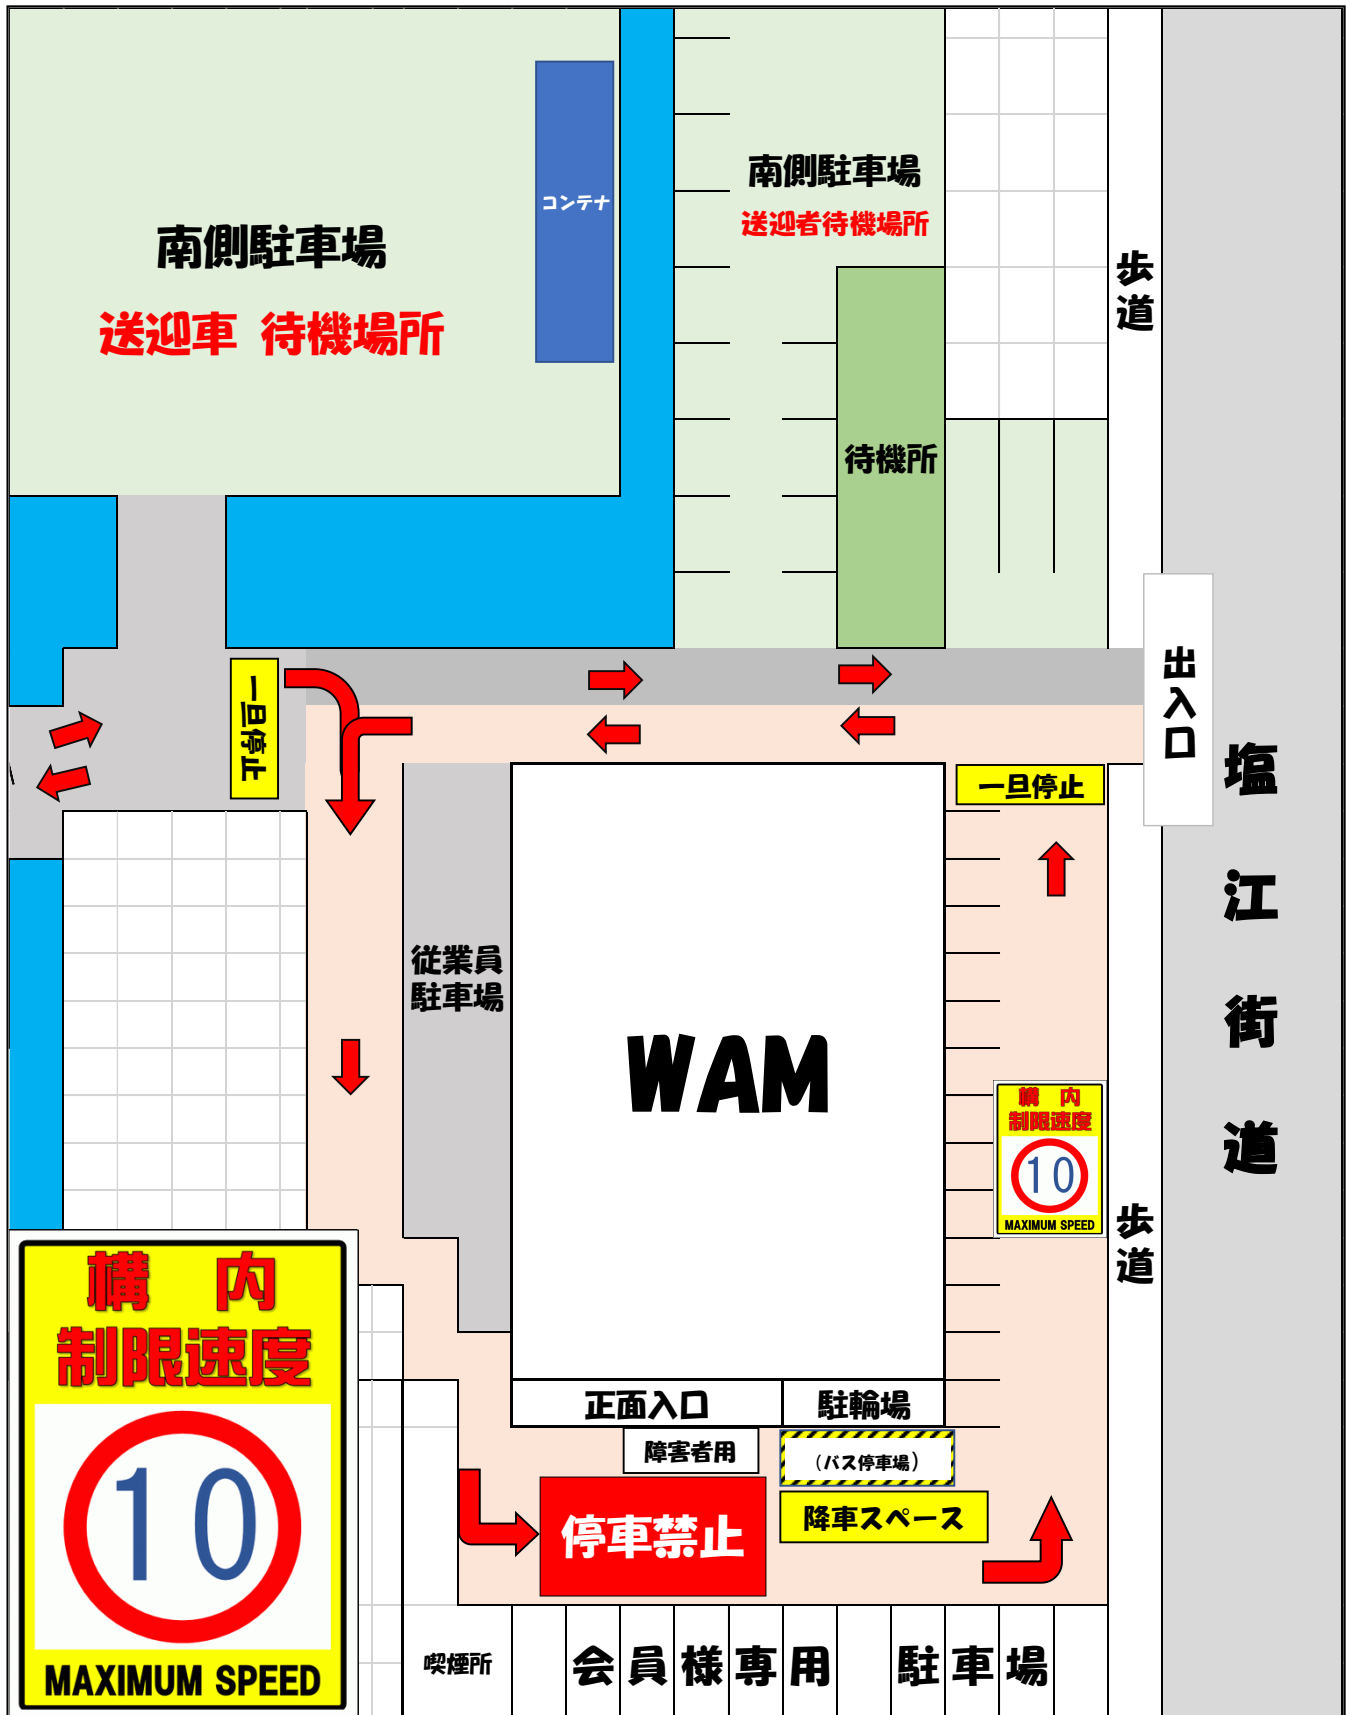 南側駐車場
送迎者待機場所
コンテナ
南側駐車場
送迎車 待機場所
歩道
待機所
出入口
一旦停止
一旦停止
塩江街道
従業員
駐車場
WAM
構 内
制限速度
10
MAXIMUM SPEED
歩道
構 内
制限速度
10
MAXIMUM SPEED
正面入口
駐輪場
障害者用
(バス停車場)
降車スペース
停車禁止
喫煙所
会員様専用 駐車場